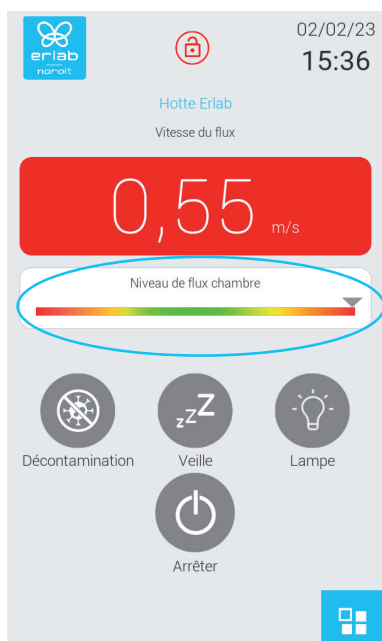 erlab
noroit
02/02/23
15:36
Hotte Erlab
Vitesse du flux
0,55 m/s
Niveau de flux chambre
Décontamination
zZZ
Veille
Lampe
Arrêter